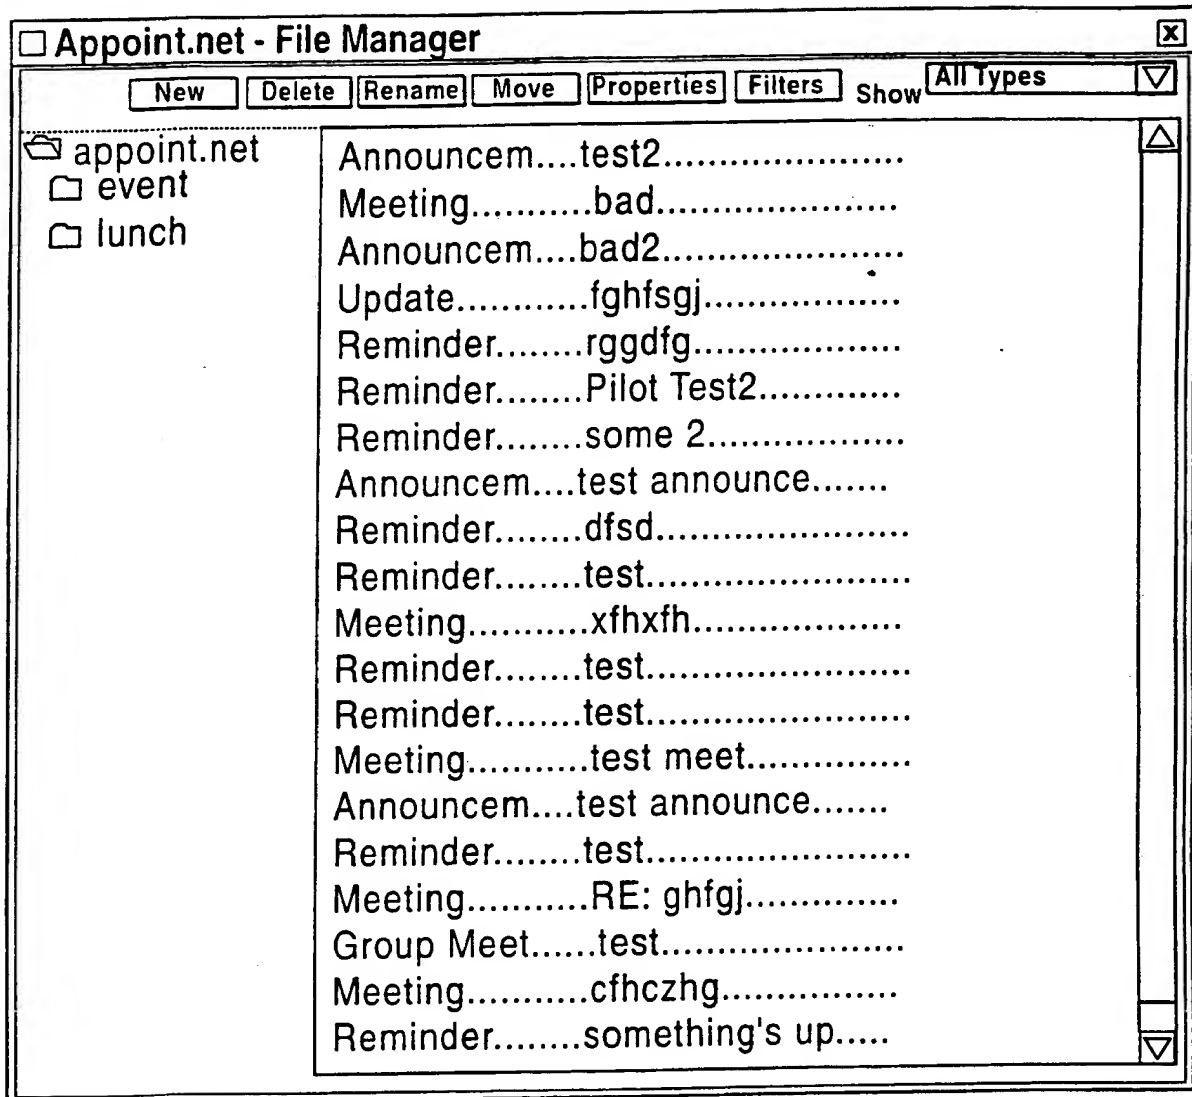 Appoint.net - File Manager
New Delete Rename Move Properties Filters Show All Types
appoint.net
event
lunch
Announcem....test2.......................
Meeting...........bad.......................
Announcem....bad2.......................
Update............fghfsgj...................
Reminder........rggdfg....................
Reminder........Pilot Test2..............
Reminder........some 2...................
Announcem....test announce.......
Reminder........dfsd........................
Reminder........test.........................
Meeting...........xfhxfh....................
Reminder........test.........................
Reminder........test.........................
Meeting...........test meet................
Announcem....test announce.......
Reminder........test.........................
Meeting...........RE: ghfgj...............
Group Meet......test.......................
Meeting...........cfhczhg.................
Reminder........something's up.....